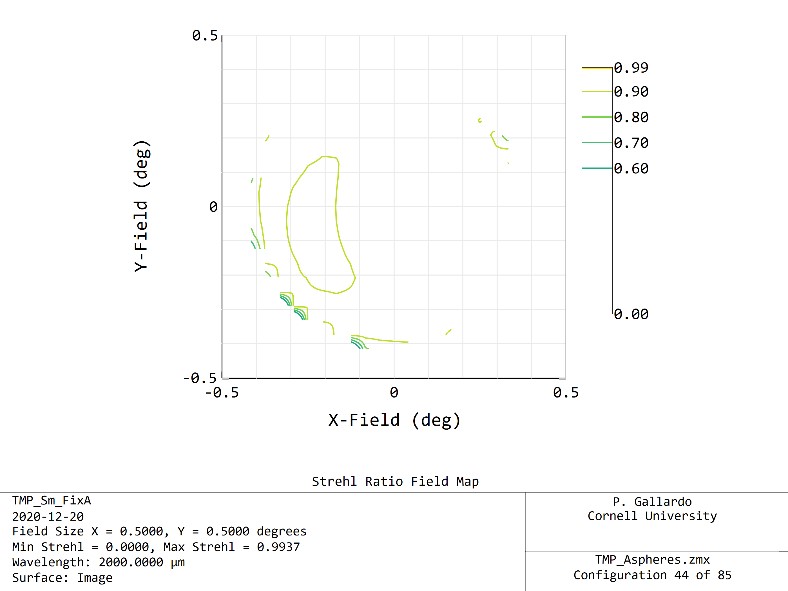 0.5
0
-0.5
Y-Field (deg)
-0.5
0
0.5
X-Field (deg)
0.99
0.90
0.80
0.70
0.60
0.00
Strehl Ratio Field Map
TMP_Sm_FixA
2020-12-20
Field Size X = 0.5000, Y = 0.5000 degrees
Min Strehl = 0.0000, Max Strehl = 0.9937
Wavelength: 2000.0000 µm
Surface: Image
P. Gallardo
Cornell University
TMP_Aspheres.zmx
Configuration 44 of 85